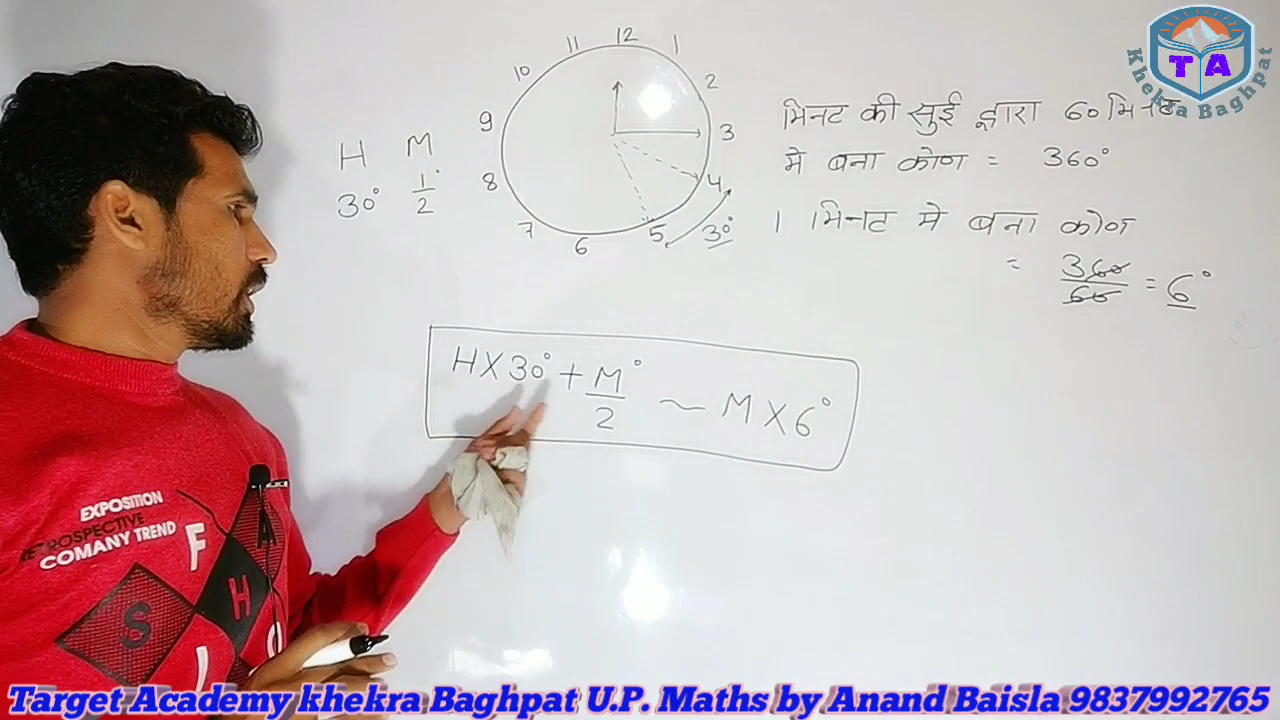 12
11
1
10
2
9
3
8
4
7
5
6
3°
H M
30° 1/2°
मिनट की सुई द्वारा 60 मिनट
मे बना कोण = 360°
1 मिनट मे बना कोण
= 360/60 = 6°
H X 30° + M/2° ~ M X 6°
EXPOSITION
RETROSPECTIVE
COMANY TREND
F
A
H
S
TA
Khekra Baghpat
Target Academy khekra Baghpat U.P. Maths by Anand Baisla 9837992765